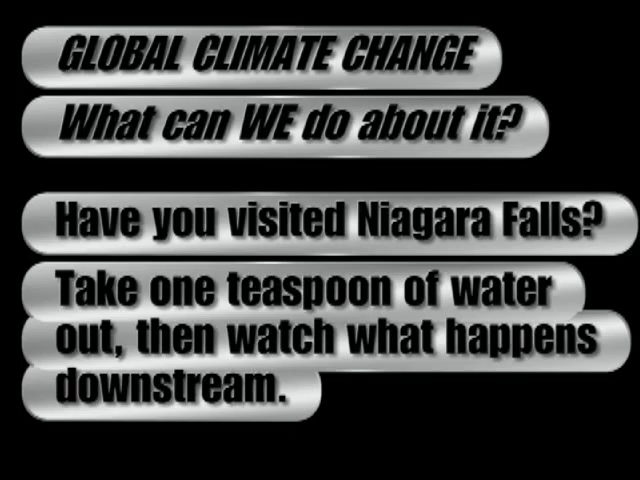 GLOBAL CLIMATE CHANGE
What can WE do about it?
Have you visited Niagara Falls?
Take one teaspoon of water
out, then watch what happens
downstream.